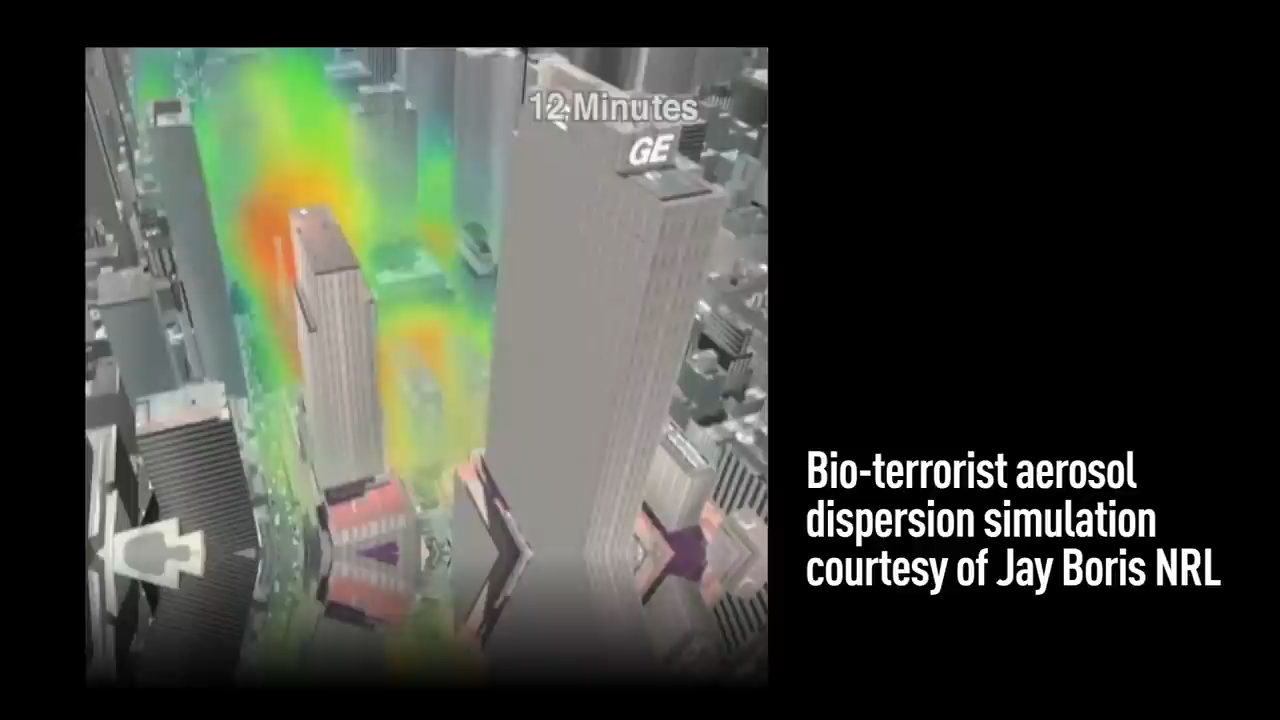 12 Minutes
GE
Bio-terrorist aerosol
dispersion simulation
courtesy of Jay Boris NRL